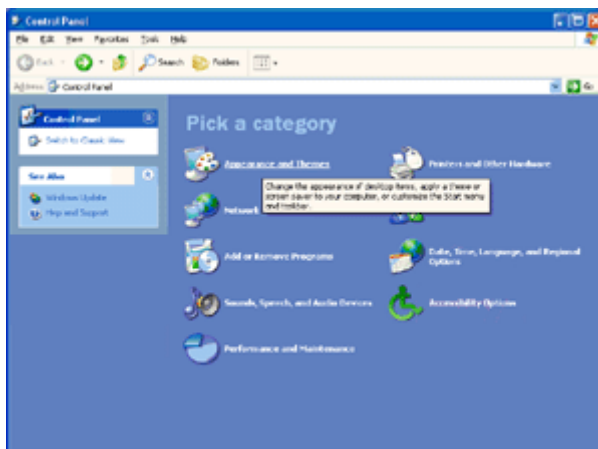 Control Panel
File Edit View Favorites Tools Help
Back Search Folders
Address Control Panel Go
Control Panel
Switch to Classic View
See Also
Windows Update
Help and Support
Pick a category
Appearance and Themes
Printers and Other Hardware
Change the appearance of desktop items, apply a theme or
screen saver to your computer, or customize the Start menu
and taskbar.
Network
Add or Remove Programs
Date, Time, Language, and Regional
Options
Sounds, Speech, and Audio Devices
Accessibility Options
Performance and Maintenance